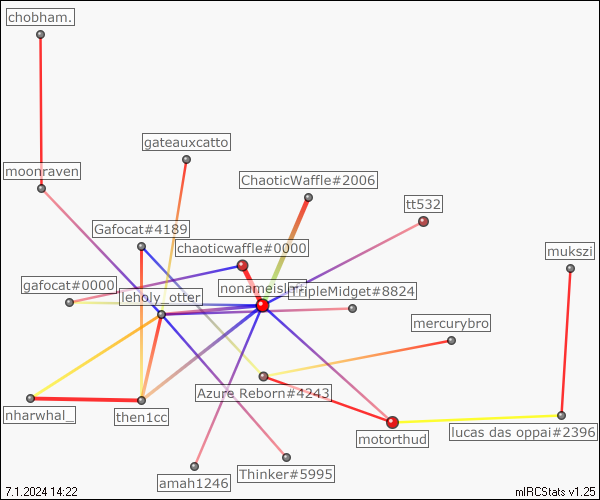 chobham.
gateauxcatto
moonraven
ChaoticWaffle#2006
tt532
Gafocat#4189
chaoticwaffle#0000
mukszi
gafocat#0000
leholy_otter
TripleMidget#8824
mercurybro
Azure Reborn#4243
nharwhal_
then1cc
motorthud
lucas das oppai#2396
amah1246
Thinker#5995
7.1.2024 14:22
mIRCStats v1.25